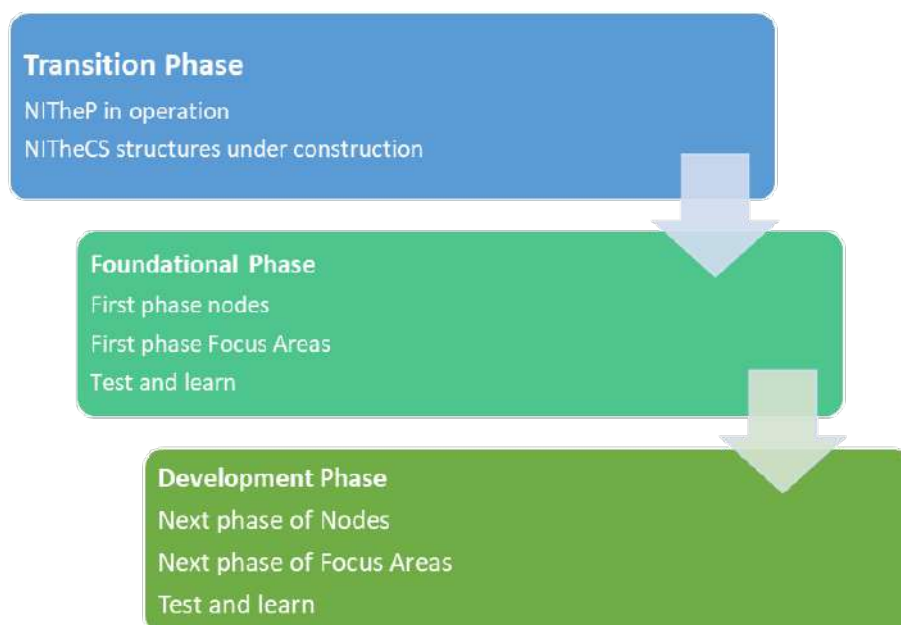 Transition Phase
NITheP in operation
NITheCS structures under construction
Foundational Phase
First phase nodes
First phase Focus Areas
Test and learn
Development Phase
Next phase of Nodes
Next phase of Focus Areas
Test and learn